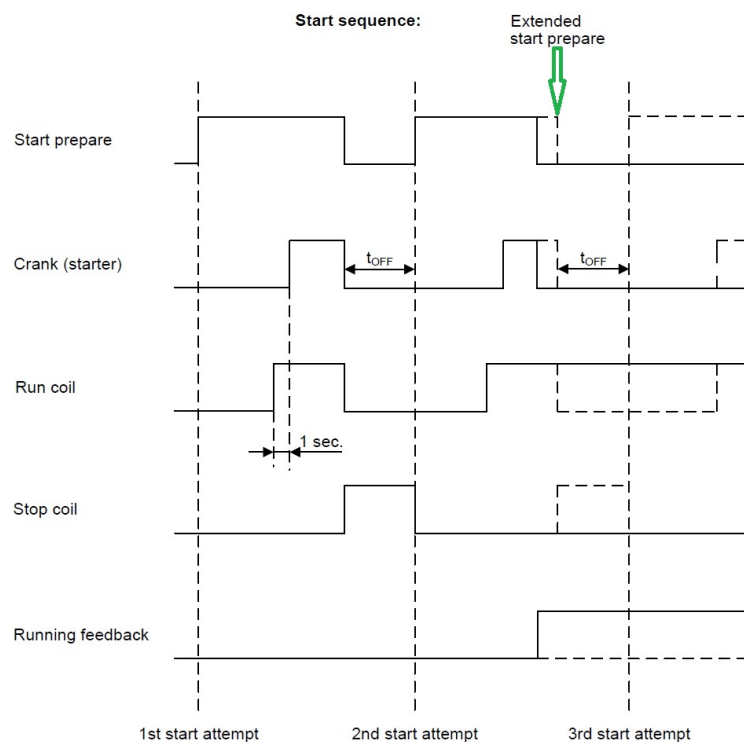 Start sequence:
Extended
start prepare
Start prepare
Crank (starter)
tOFF
tOFF
Run coil
1 sec.
Stop coil
Running feedback
1st start attempt
2nd start attempt
3rd start attempt